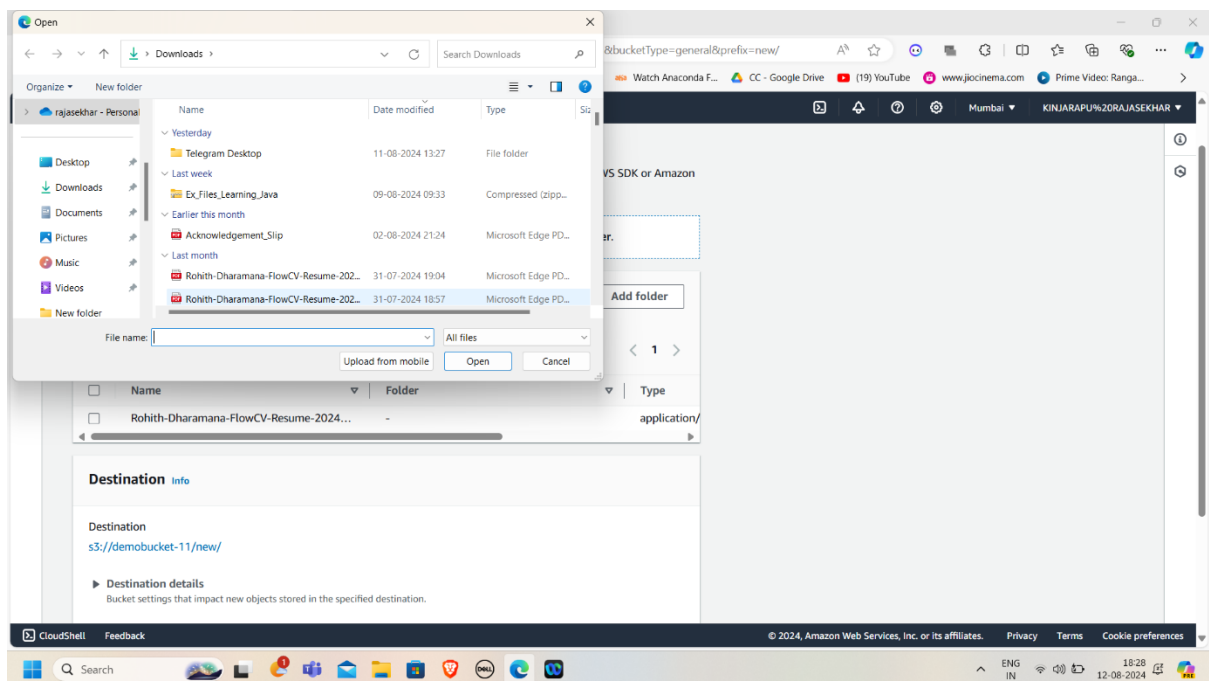 Open
Downloads
Search Downloads
Organize
New folder
rajasekhar - Personal
Desktop
Downloads
Documents
Pictures
Music
Videos
New folder
Name Date modified Type
Yesterday
Telegram Desktop 11-08-2024 13:27 File folder
Last week
Ex_Files_Learning_Java 09-08-2024 09:33 Compressed (zipp...
Earlier this month
Acknowledgement_Slip 02-08-2024 21:24 Microsoft Edge PD...
Last month
Rohith-Dharamana-FlowCV-Resume-202... 31-07-2024 19:04 Microsoft Edge PD...
Rohith-Dharamana-FlowCV-Resume-202... 31-07-2024 18:57 Microsoft Edge PD...
File name:
All files
Upload from mobile Open Cancel
&bucketType=general&prefix=new/
Watch Anaconda F... CC - Google Drive (19) YouTube www.jiocinema.com Prime Video: Ranga...
Mumbai KINJARAPU%20RAJASEKHAR
WS SDK or Amazon
er.
Add folder
1
Name Folder Type
Rohith-Dharamana-FlowCV-Resume-2024... - application/
Destination Info
Destination
s3://demobucket-11/new/
Destination details
Bucket settings that impact new objects stored in the specified destination.
CloudShell Feedback © 2024, Amazon Web Services, Inc. or its affiliates. Privacy Terms Cookie preferences
Search
ENG
IN
18:28
12-08-2024